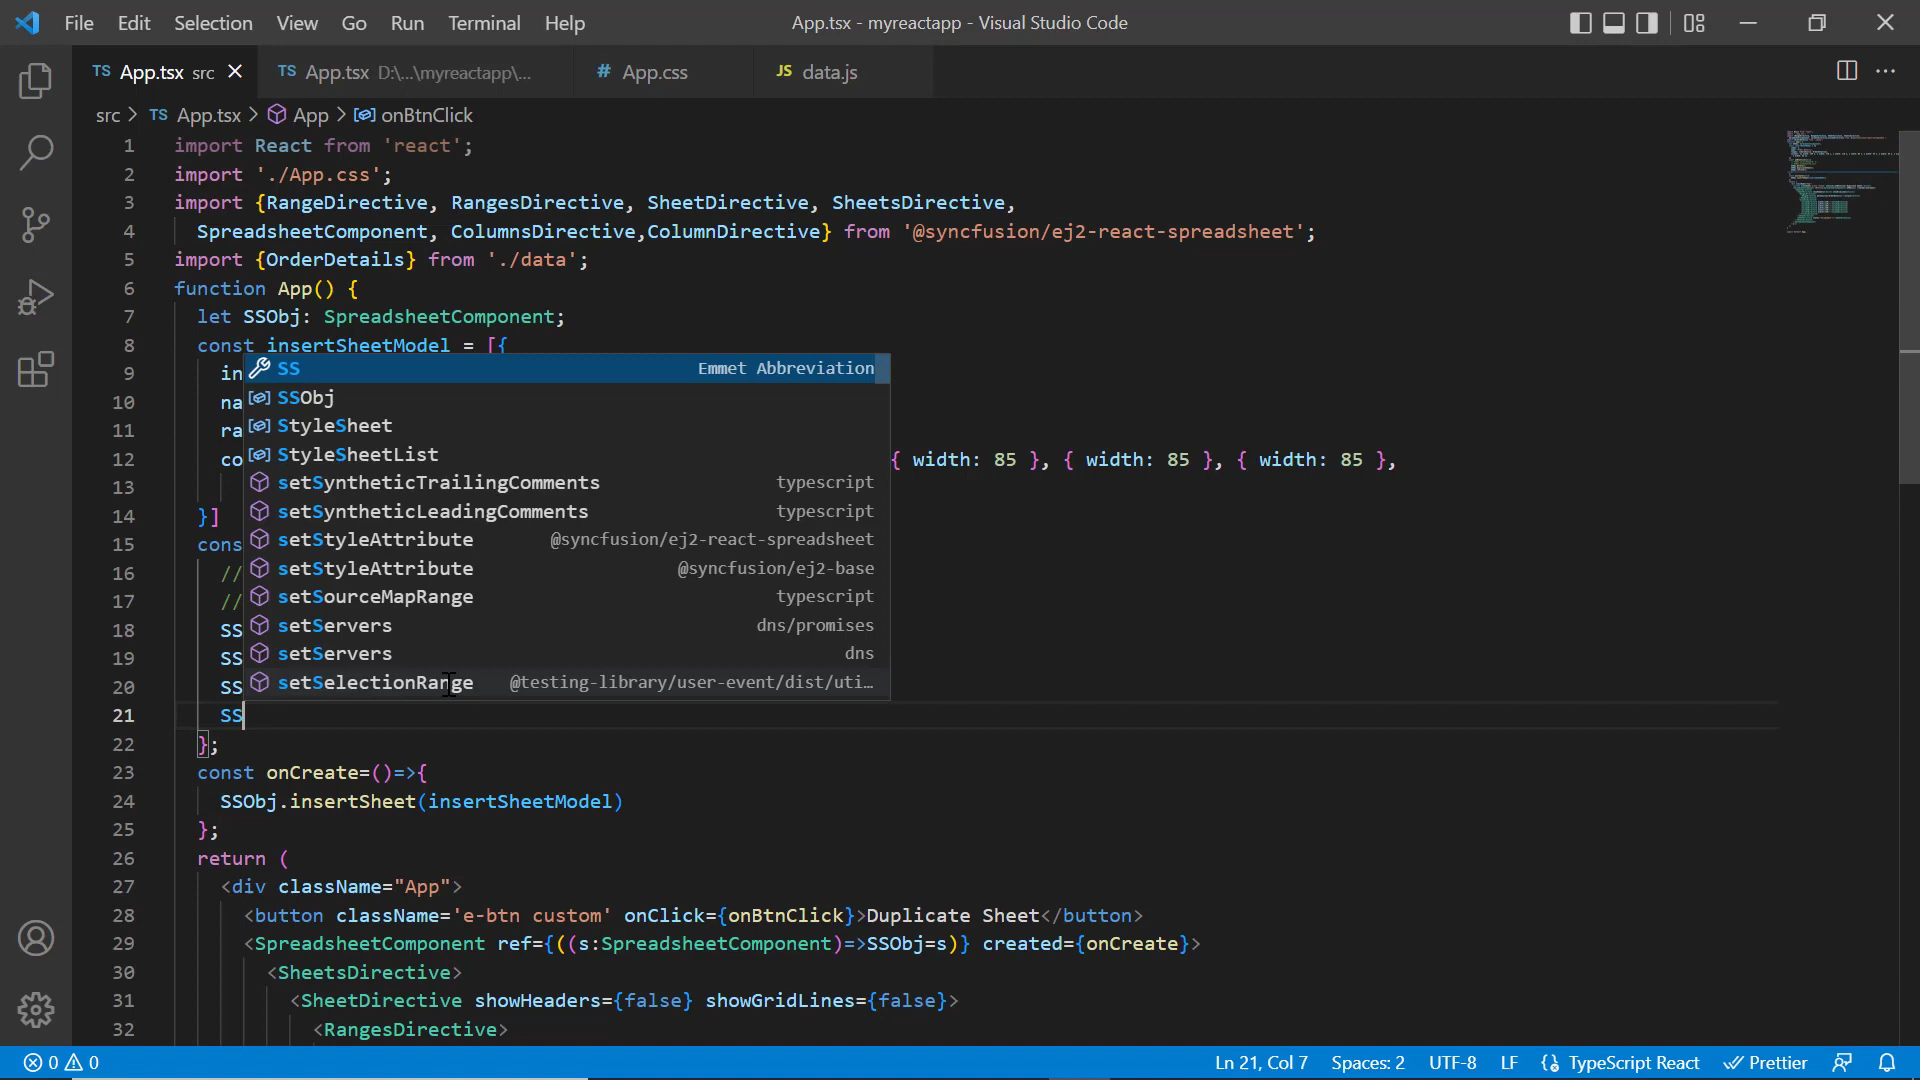 File Edit Selection View Go Run Terminal Help App.tsx - myreactapp - Visual Studio Code
TS App.tsx src TS App.tsx D:\...\myreactapp\... # App.css JS data.js
src > TS App.tsx > App > onBtnClick
1 import React from 'react';
2 import './App.css';
3 import {RangeDirective, RangesDirective, SheetDirective, SheetsDirective,
4 SpreadsheetComponent, ColumnsDirective,ColumnDirective} from '@syncfusion/ej2-react-spreadsheet';
5 import {OrderDetails} from './data';
6 function App() {
7 let SSObj: SpreadsheetComponent;
8 const insertSheetModel = [{
9 in
10 na
11 ra
12 co { width: 85 }, { width: 85 }, { width: 85 },
13
14 }]
15 cons
16 //
17 //
18 SS
19 SS
20 SS
21 SS
SS Emmet Abbreviation
SSObj
StyleSheet
StyleSheetList
setSyntheticTrailingComments typescript
setSyntheticLeadingComments typescript
setStyleAttribute @syncfusion/ej2-react-spreadsheet
setStyleAttribute @syncfusion/ej2-base
setSourceMapRange typescript
setServers dns/promises
setServers dns
setSelectionRange @testing-library/user-event/dist/uti...
22 };
23 const onCreate=()=>{
24 SSObj.insertSheet(insertSheetModel)
25 };
26 return (
27 <div className="App">
28 <button className='e-btn custom' onClick={onBtnClick}>Duplicate Sheet</button>
29 <SpreadsheetComponent ref={((s:SpreadsheetComponent)=>SSObj=s)} created={onCreate}>
30 <SheetsDirective>
31 <SheetDirective showHeaders={false} showGridLines={false}>
32 <RangesDirective>
0 0 Ln 21, Col 7 Spaces: 2 UTF-8 LF TypeScript React Prettier